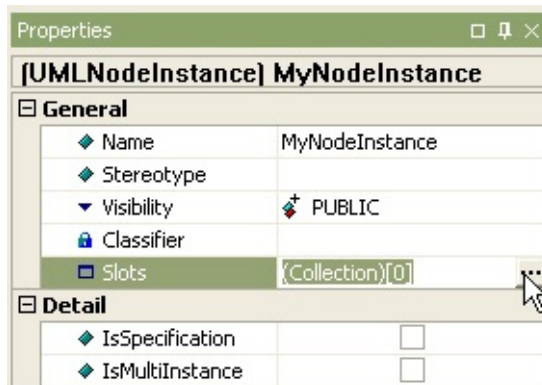 Properties
(UMLNodeInstance) MyNodeInstance
General
Name MyNodeInstance
Stereotype
Visibility PUBLIC
Classifier
Slots (Collection)[0] ...
Detail
IsSpecification
IsMultiInstance